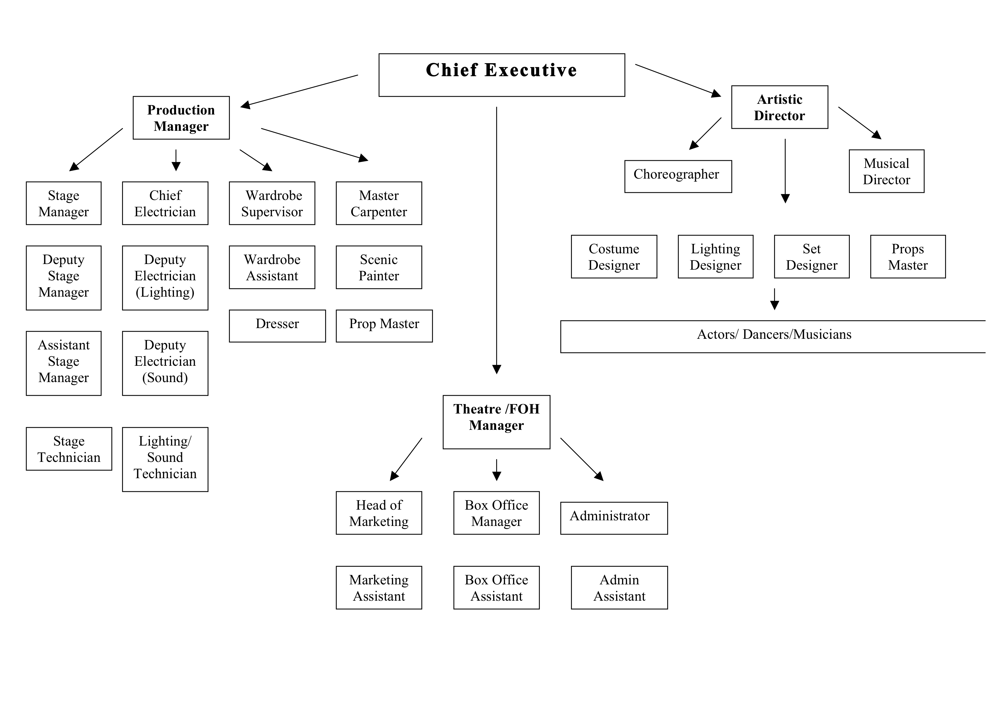 Chief Executive
Production
Manager
Artistic
Director
Stage
Manager
Chief
Electrician
Wardrobe
Supervisor
Master
Carpenter
Choreographer
Musical
Director
Deputy
Stage
Manager
Deputy
Electrician
(Lighting)
Wardrobe
Assistant
Scenic
Painter
Costume
Designer
Lighting
Designer
Set
Designer
Props
Master
Dresser
Prop Master
Actors/ Dancers/Musicians
Assistant
Stage
Manager
Deputy
Electrician
(Sound)
Theatre /FOH
Manager
Stage
Technician
Lighting/
Sound
Technician
Head of
Marketing
Box Office
Manager
Administrator
Marketing
Assistant
Box Office
Assistant
Admin
Assistant